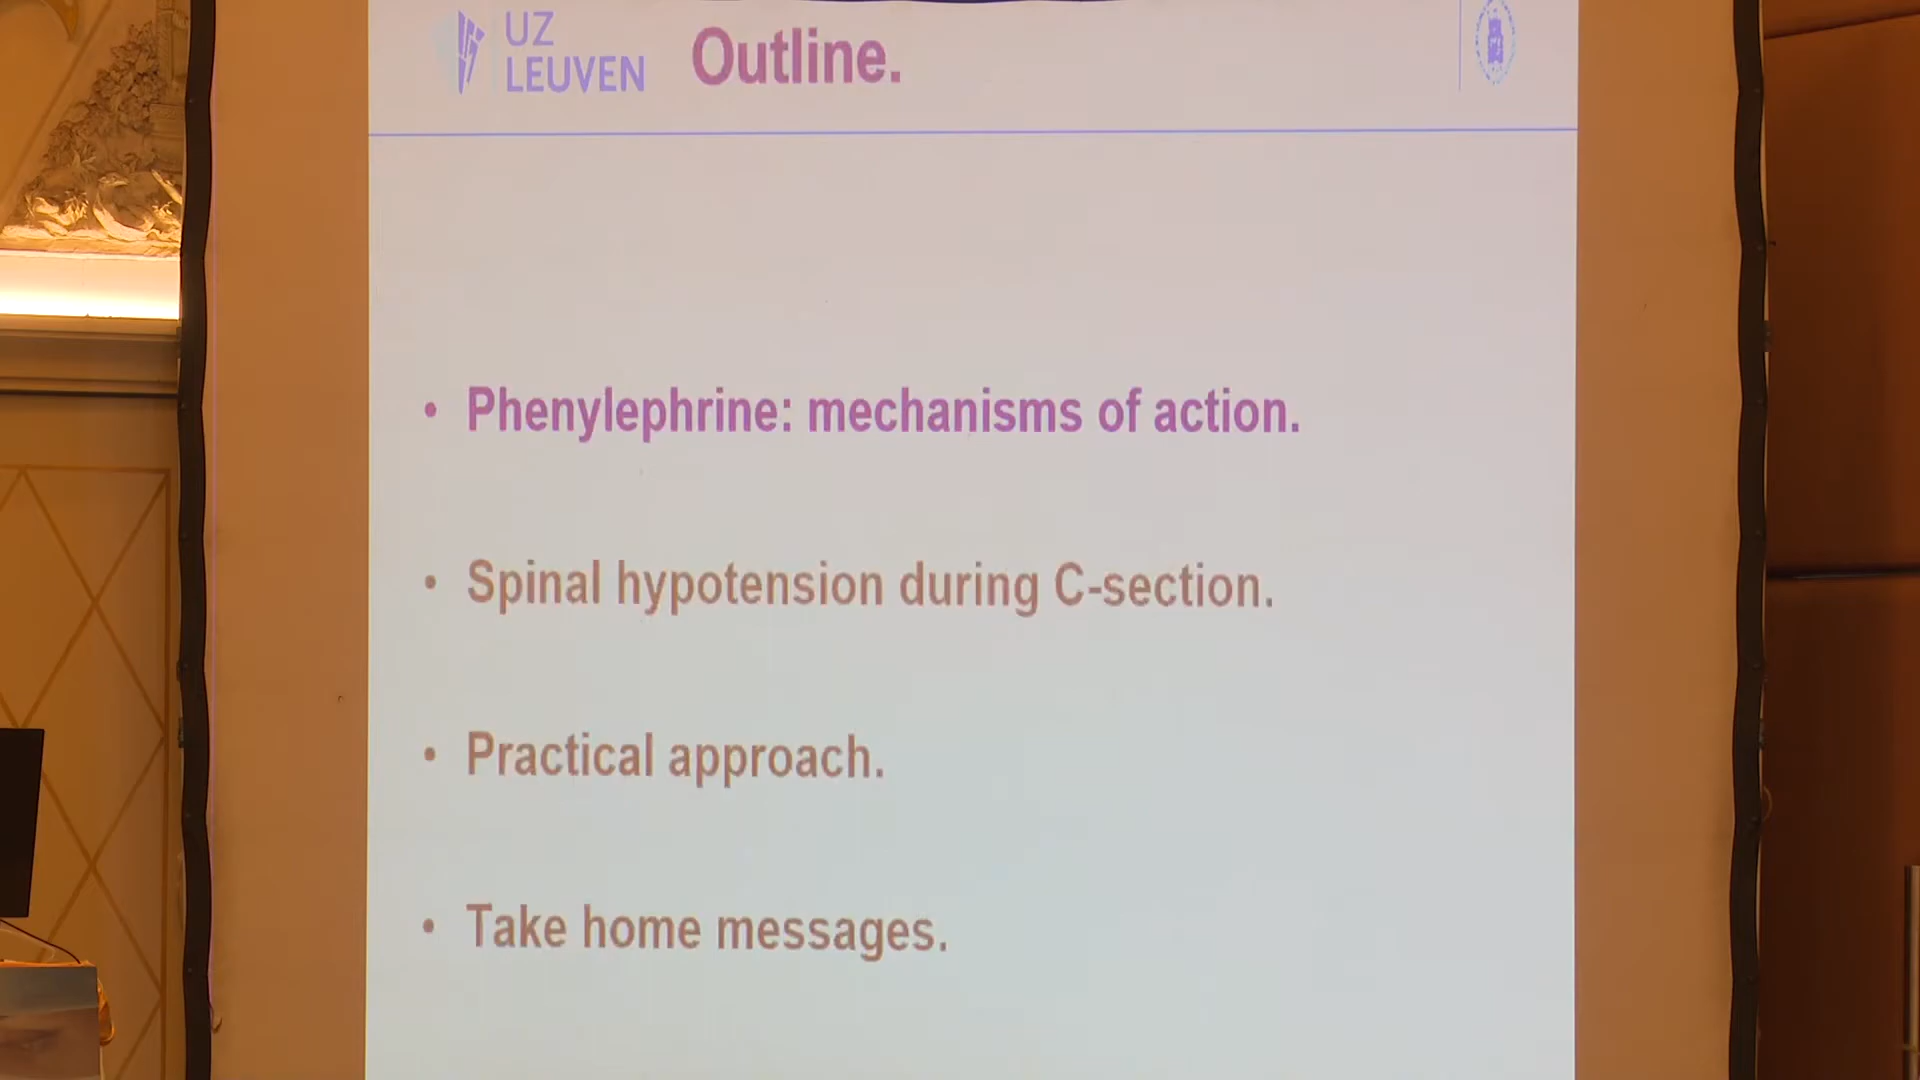 UZ
LEUVEN
Outline.
• Phenylephrine: mechanisms of action.
• Spinal hypotension during C-section.
• Practical approach.
• Take home messages.